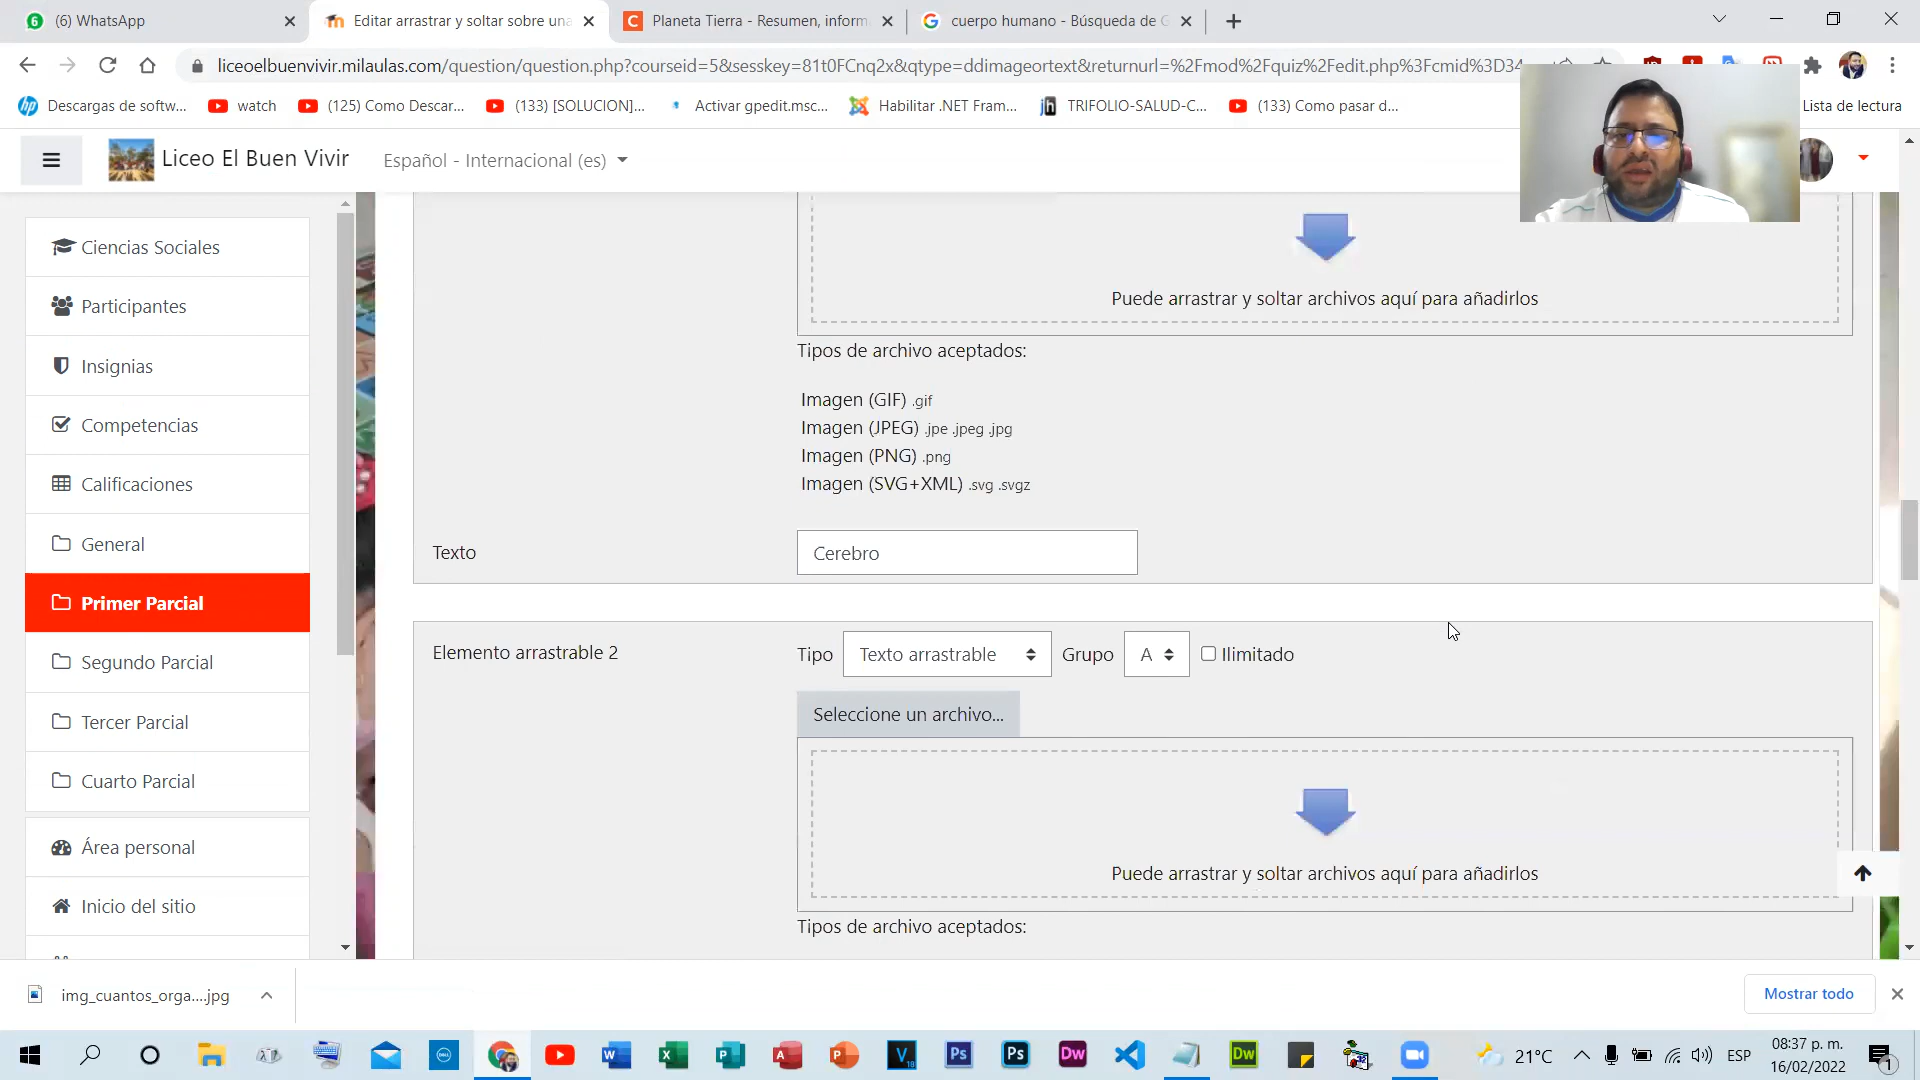 (6) WhatsApp
Editar arrastrar y soltar sobre una
Planeta Tierra - Resumen, inform
cuerpo humano - Búsqueda de G
liceoelbuenvivir.milaulas.com/question/question.php?courseid=5&sesskey=81t0FCnq2x&qtype=ddimageortext&returnurl=%2Fmod%2Fquiz%2Fedit.php%3Fcmid%3D34
Descargas de softw...
watch
(125) Como Descar...
(133) [SOLUCION]...
Activar gpedit.msc...
Habilitar .NET Fram...
TRIFOLIO-SALUD-C...
(133) Como pasar d...
Lista de lectura
Liceo El Buen Vivir
Español - Internacional (es)
Ciencias Sociales
Participantes
Insignias
Competencias
Calificaciones
General
Primer Parcial
Segundo Parcial
Tercer Parcial
Cuarto Parcial
Área personal
Inicio del sitio
Puede arrastrar y soltar archivos aquí para añadirlos
Tipos de archivo aceptados:
Imagen (GIF) .gif
Imagen (JPEG) .jpe .jpeg .jpg
Imagen (PNG) .png
Imagen (SVG+XML) .svg .svgz
Texto
Cerebro
Elemento arrastrable 2
Tipo Texto arrastrable Grupo A Ilimitado
Seleccione un archivo...
Puede arrastrar y soltar archivos aquí para añadirlos
Tipos de archivo aceptados:
img_cuantos_orga....jpg
Mostrar todo
21°C
ESP
08:37 p. m.
16/02/2022
1